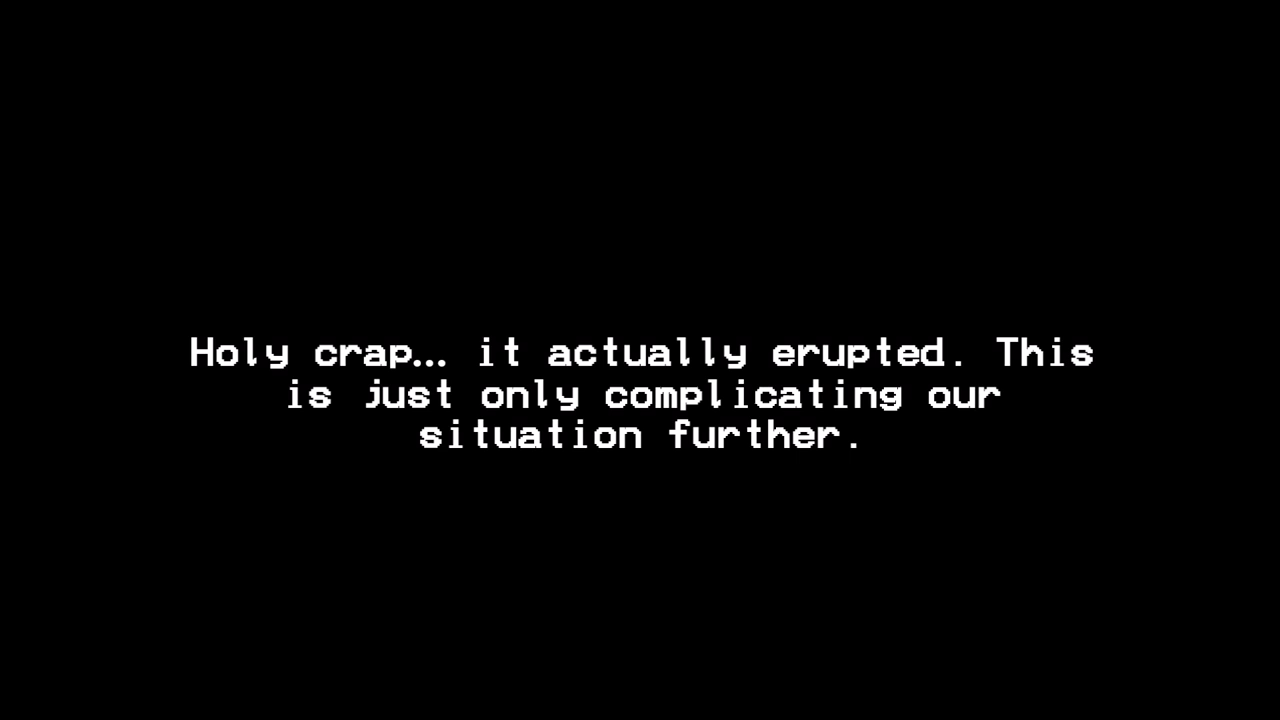 Holy crap... it actually erupted. This
is just only complicating our
situation further.